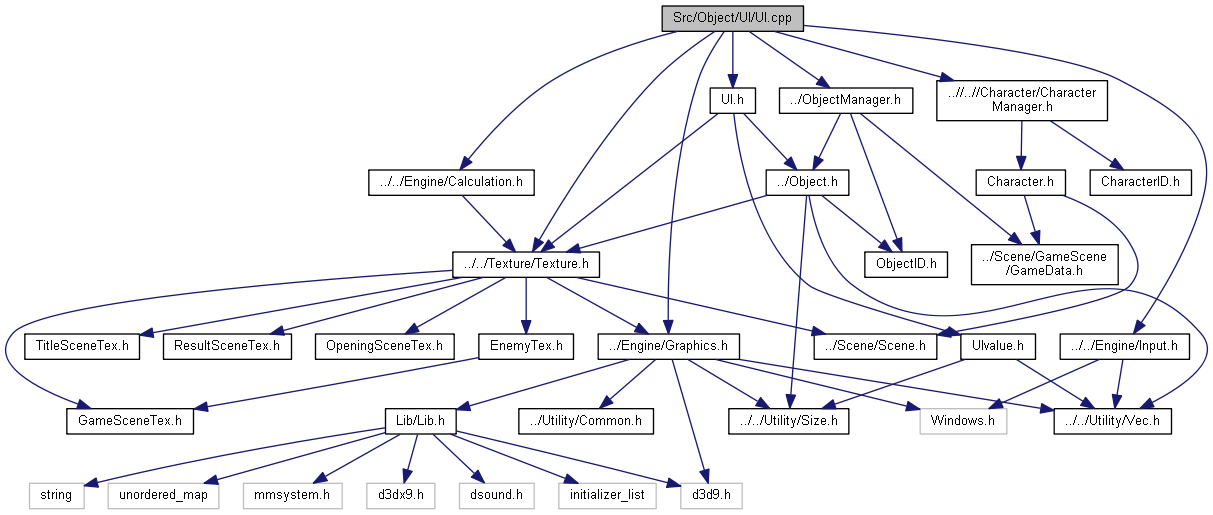 Src/Object/UI/UI.cpp
UI.h
../ObjectManager.h
..//..//Character/Character
Manager.h
../../Engine/Calculation.h
../Object.h
Character.h
CharacterID.h
../../Texture/Texture.h
ObjectID.h
../Scene/GameScene
/GameData.h
TitleSceneTex.h
ResultSceneTex.h
OpeningSceneTex.h
EnemyTex.h
../Engine/Graphics.h
../Scene/Scene.h
UIvalue.h
../../Engine/Input.h
GameSceneTex.h
Lib/Lib.h
../Utility/Common.h
../../Utility/Size.h
Windows.h
../../Utility/Vec.h
string
unordered_map
mmsystem.h
d3dx9.h
dsound.h
initializer_list
d3d9.h